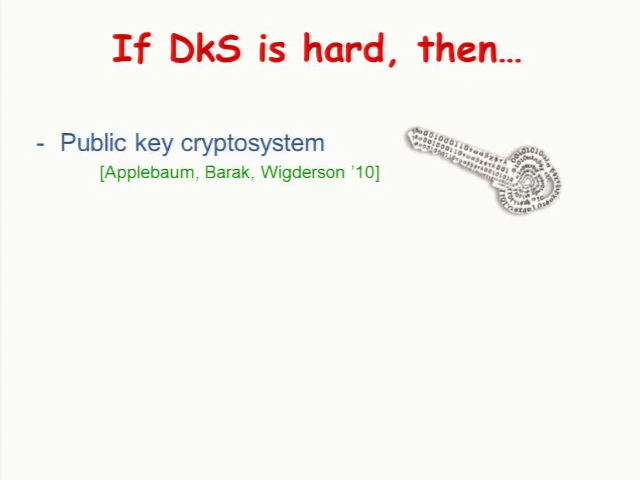 If DkS is hard, then…
- Public key cryptosystem
[Applebaum, Barak, Wigderson ’10]